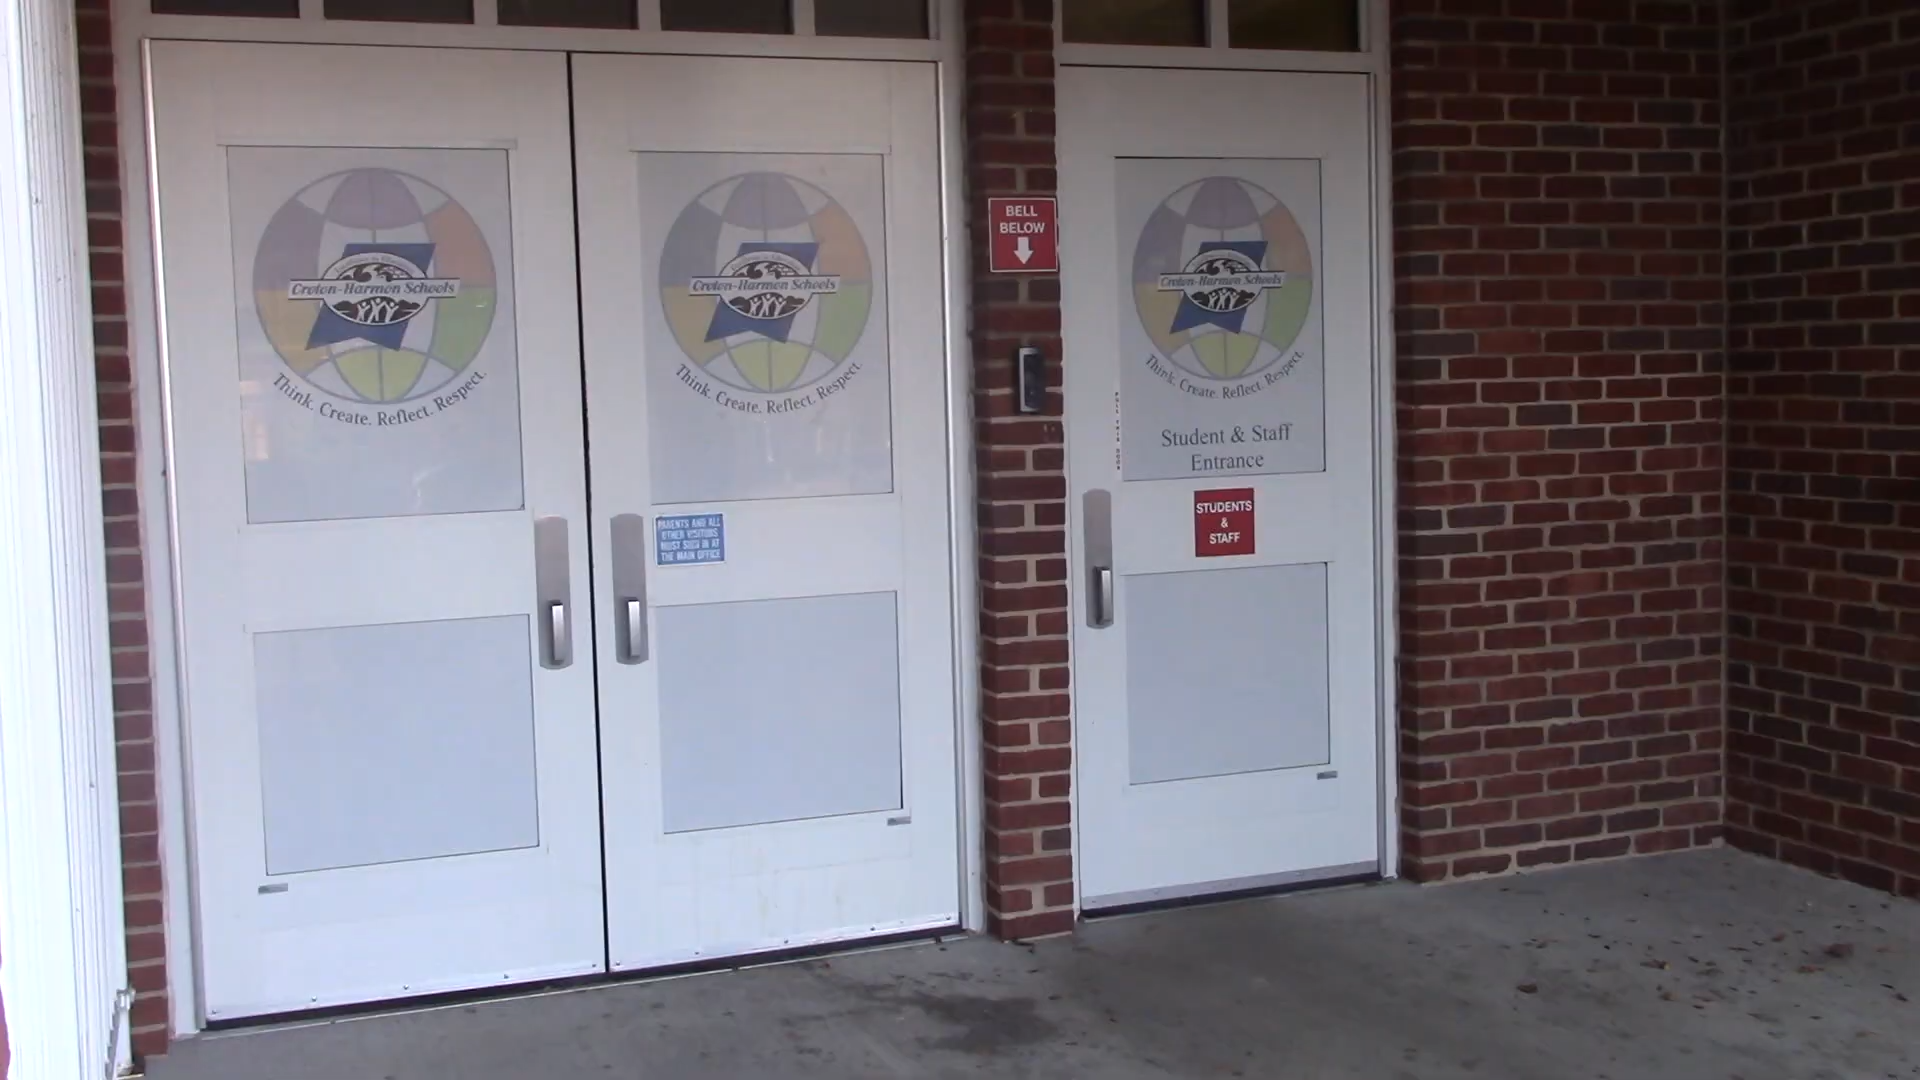 Croton-Harmon Schools
Think. Create. Reflect. Respect.
Croton-Harmon Schools
Think. Create. Reflect. Respect.
PARENTS AND ALL
OTHER VISITORS
MUST SIGN IN AT
THE MAIN OFFICE
BELL
BELOW
Croton-Harmon Schools
Think. Create. Reflect. Respect.
Student & Staff
Entrance
STUDENTS
&
STAFF